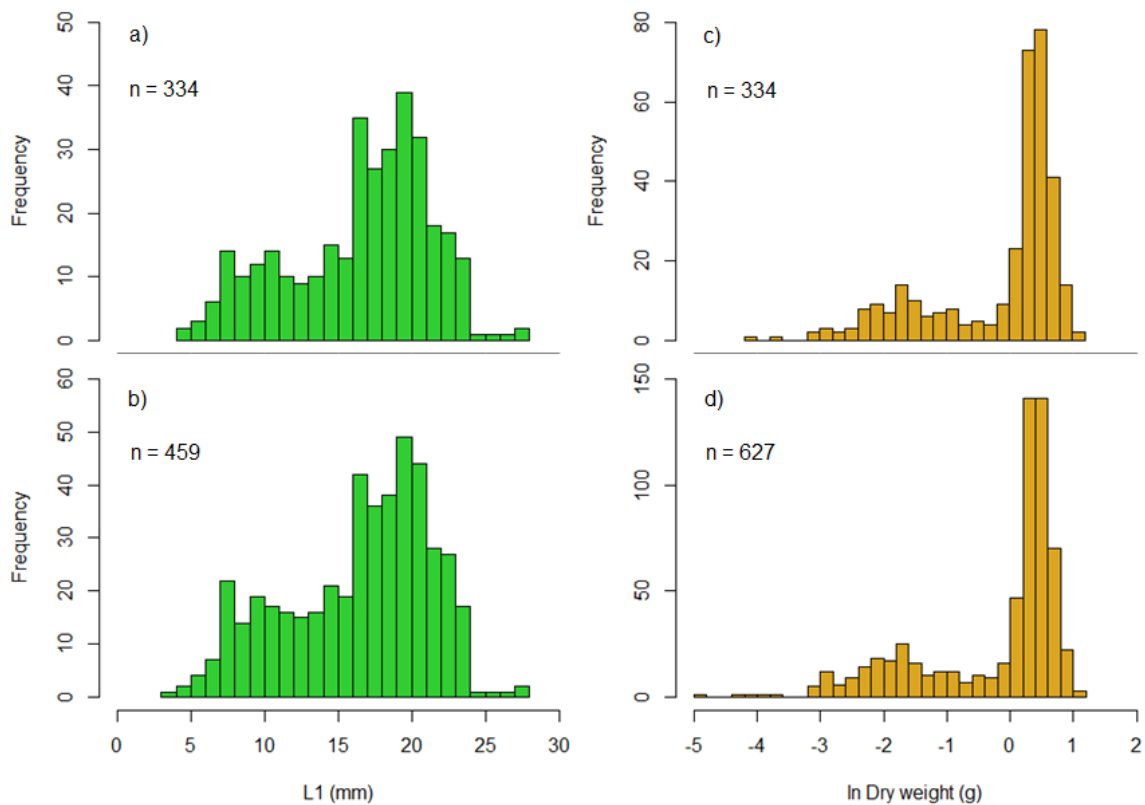 a)
n = 334
Frequency
50
40
30
20
10
0
c)
n = 334
Frequency
80
60
40
20
0
b)
n = 459
Frequency
60
50
40
30
20
10
0
0 5 10 15 20 25 30
L1 (mm)
d)
n = 627
Frequency
150
100
50
0
-5 -4 -3 -2 -1 0 1 2
ln Dry weight (g)